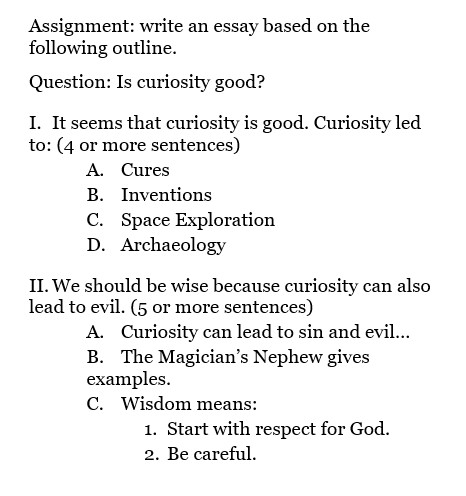 Assignment: write an essay based on the
following outline.
Question: Is curiosity good?
I. It seems that curiosity is good. Curiosity led
to: (4 or more sentences)
A. Cures
B. Inventions
C. Space Exploration
D. Archaeology
II. We should be wise because curiosity can also
lead to evil. (5 or more sentences)
A. Curiosity can lead to sin and evil...
B. The Magician's Nephew gives
examples.
C. Wisdom means:
1. Start with respect for God.
2. Be careful.